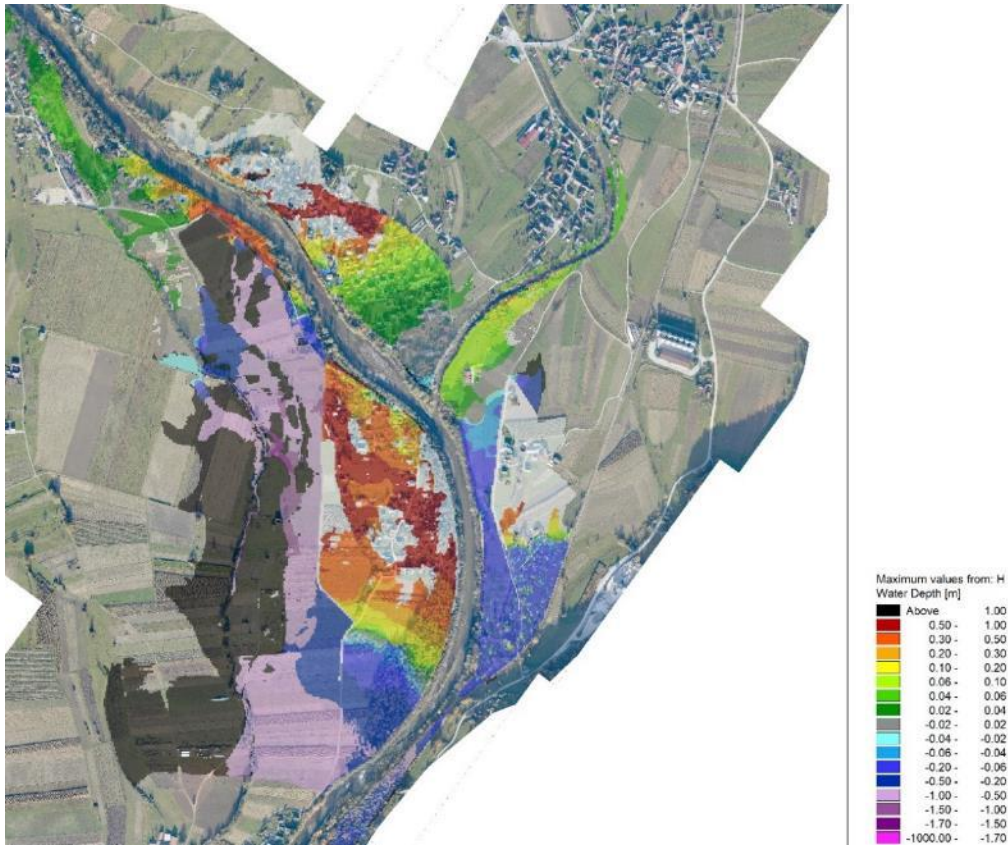 Maximum values from: H
Water Depth [m]
Above 1.00
0.50 - 1.00
0.30 - 0.50
0.20 - 0.30
0.10 - 0.20
0.06 - 0.10
0.04 - 0.06
0.02 - 0.04
-0.02 - 0.02
-0.04 - -0.02
-0.06 - -0.04
-0.20 - -0.06
-0.50 - -0.20
-1.00 - -0.50
-1.50 - -1.00
-1.70 - -1.50
-1000.00 - -1.70